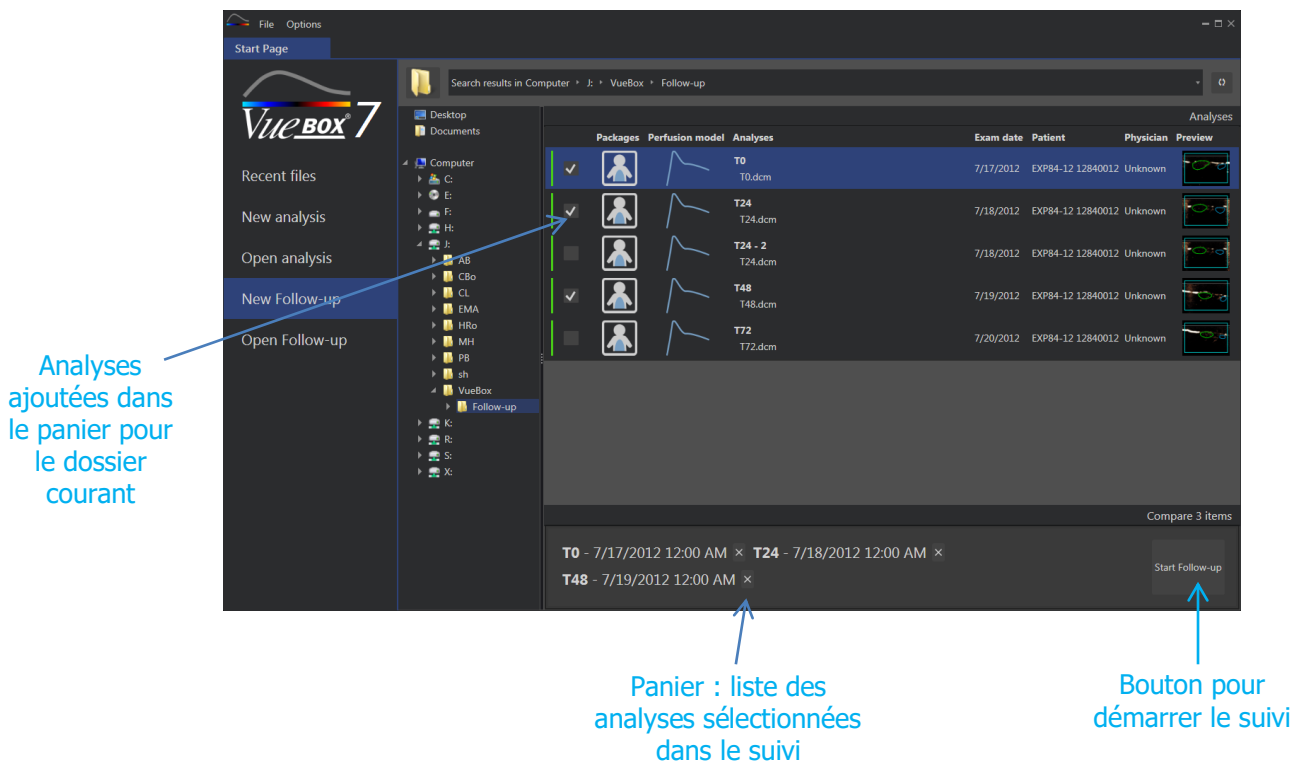 File Options
Start Page
Search results in Computer J: VueBox Follow-up
VueBOX® 7
Recent files
New analysis
Open analysis
New Follow-up
Open Follow-up
Desktop
Documents
Computer
C:
E:
F:
H:
J:
AB
CBo
CL
EMA
HRo
MH
PB
sh
VueBox
Follow-up
K:
R:
S:
X:
Analyses
Packages Perfusion model Analyses Exam date Patient Physician Preview
T0
T0.dcm
7/17/2012 EXP84-12 12840012 Unknown
T24
T24.dcm
7/18/2012 EXP84-12 12840012 Unknown
T24 - 2
T24.dcm
7/18/2012 EXP84-12 12840012 Unknown
T48
T48.dcm
7/19/2012 EXP84-12 12840012 Unknown
T72
T72.dcm
7/20/2012 EXP84-12 12840012 Unknown
Compare 3 items
T0 - 7/17/2012 12:00 AM × T24 - 7/18/2012 12:00 AM ×
T48 - 7/19/2012 12:00 AM ×
Start Follow-up
Analyses
ajoutées dans
le panier pour
le dossier
courant
Panier : liste des
analyses sélectionnées
dans le suivi
Bouton pour
démarrer le suivi